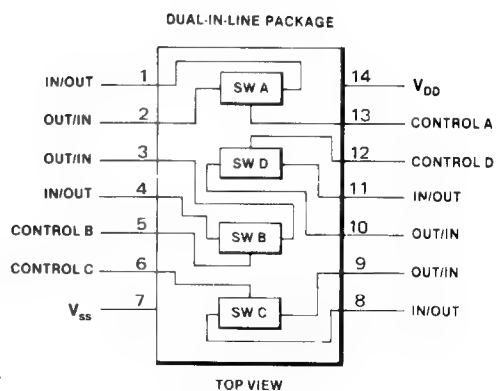 DUAL-IN-LINE PACKAGE
IN/OUT 1 SW A 14 VDD
OUT/IN 2 13 CONTROL A
OUT/IN 3 SW D 12 CONTROL D
IN/OUT 4 11 IN/OUT
CONTROL B 5 SW B 10 OUT/IN
CONTROL C 6 9 OUT/IN
VSS 7 SW C 8 IN/OUT
TOP VIEW